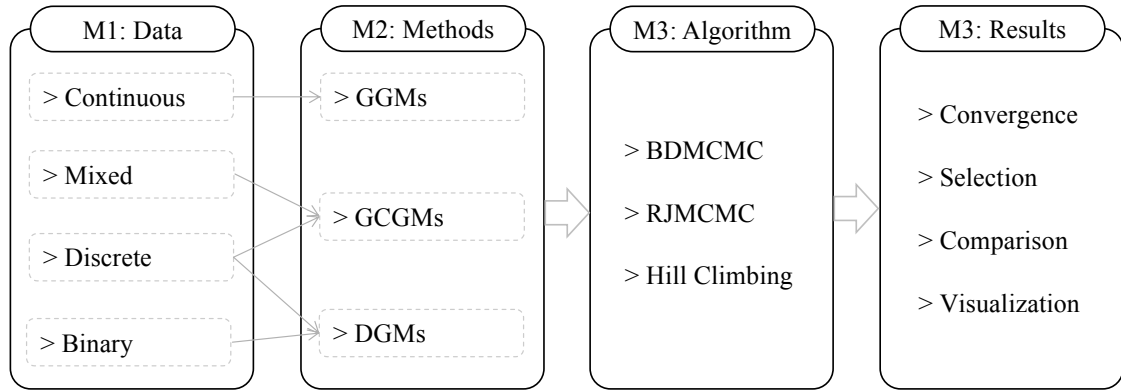 M1: Data
> Continuous
> Mixed
> Discrete
> Binary
M2: Methods
> GGMs
> GCGMs
> DGMs
M3: Algorithm
> BDMCMC
> RJMCMC
> Hill Climbing
M3: Results
> Convergence
> Selection
> Comparison
> Visualization